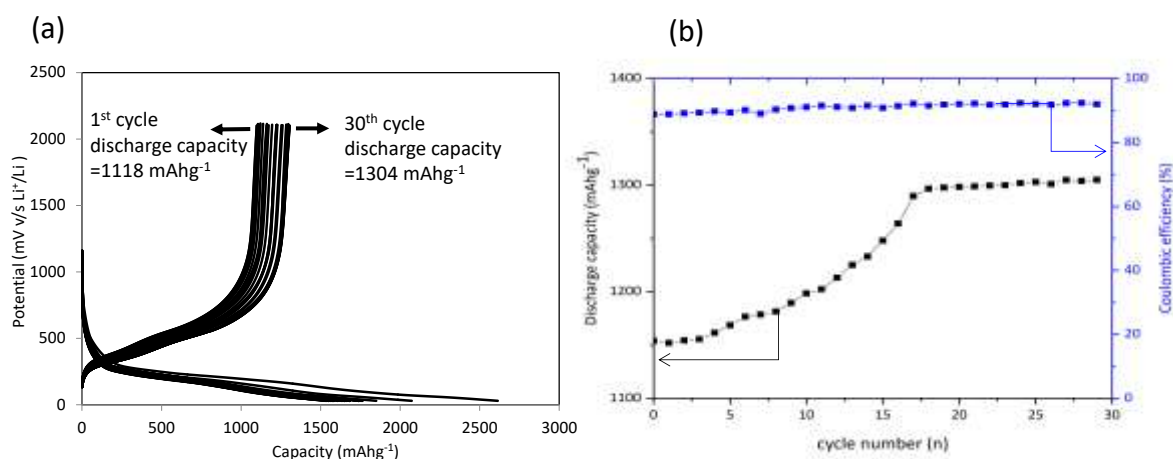 (a)
2500
2000
1500
1000
500
0
Potential (mV v/s Li⁺/Li )
1st cycle
discharge capacity
=1118 mAhg-1
30th cycle
discharge capacity
=1304 mAhg-1
0 500 1000 1500 2000 2500 3000
Capacity (mAhg-1)
(b)
1400
1300
1200
1100
Discharge capacity (mAhg-1)
100
80
60
40
20
0
Coulombic efficiency (%)
0 5 10 15 20 25 30
cycle number (n)